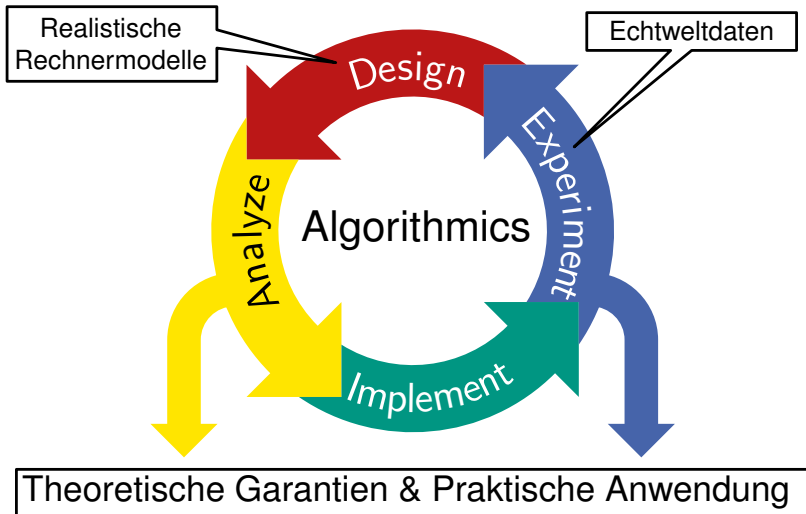 Realistische
Rechnermodelle
Echtweltdaten
Design
Experiment
Analyze
Algorithmics
Implement
Theoretische Garantien & Praktische Anwendung